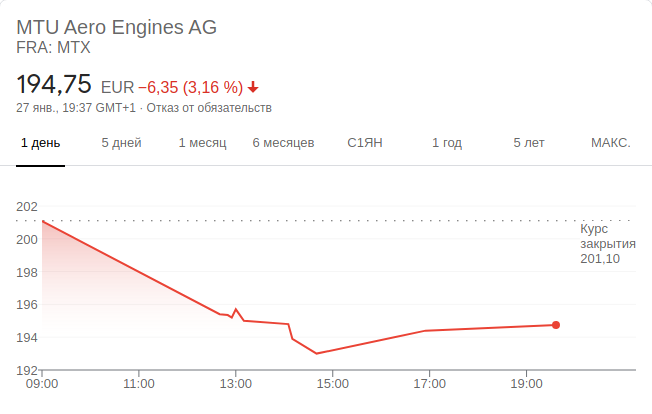 MTU Aero Engines AG
FRA: MTX
194,75 EUR −6,35 (3,16 %)
27 янв., 19:37 GMT+1 · Отказ от обязательств
1 день 5 дней 1 месяц 6 месяцев С1ЯН 1 год 5 лет МАКС.
202
200
198
196
194
192
Курс
закрытия
201,10
09:00 11:00 13:00 15:00 17:00 19:00